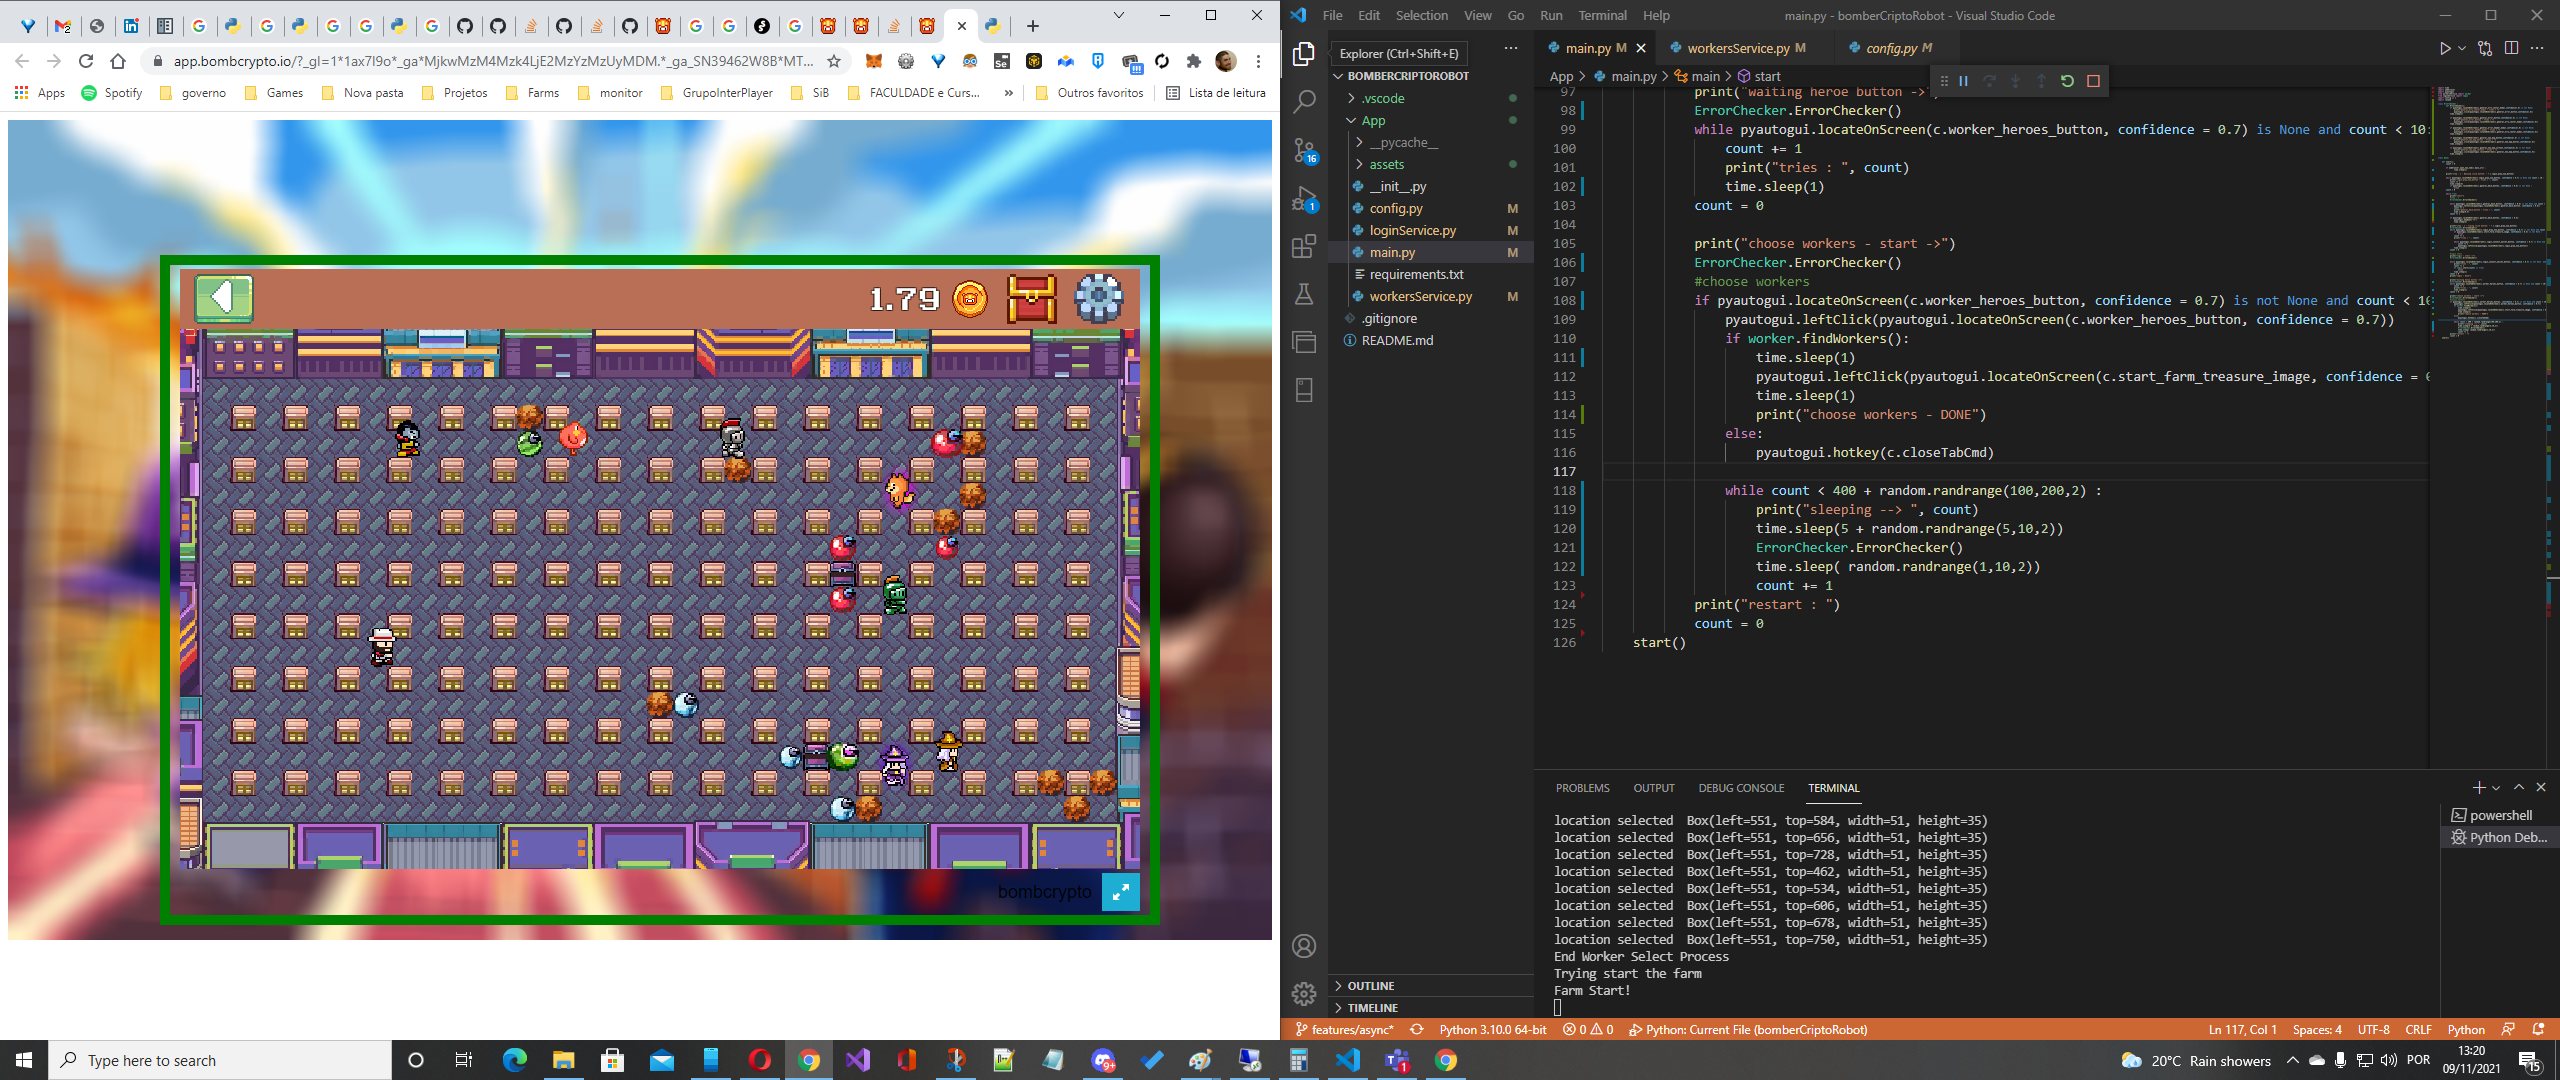 app.bombcrypto.io/?_gl=1*1ax7l9o*_ga*MjkwMzM4Mzk4LjE2MzYzMzUyMDM.*_ga_SN39462W8B*MT...
Apps
Spotify
governo
Games
Nova pasta
Projetos
Farms
monitor
GrupoInterPlayer
SiB
FACULDADE e Curs...
»
Outros favoritos
Lista de leitura
1.79
bombcrypto
File Edit Selection View Go Run Terminal Help
main.py - bomberCriptoRobot - Visual Studio Code
Explorer (Ctrl+Shift+E)
BOMBERCRIPTOROBOT
.vscode
App
__pycache__
assets
__init__.py
config.py M
loginService.py M
main.py M
requirements.txt
workersService.py M
.gitignore
README.md
OUTLINE
TIMELINE
main.py M
workersService.py M
config.py M
App > main.py > main > start
97 print("waiting heroe button ->")
98 ErrorChecker.ErrorChecker()
99 while pyautogui.locateOnScreen(c.worker_heroes_button, confidence = 0.7) is None and count < 10:
100 count += 1
101 print("tries : ", count)
102 time.sleep(1)
103 count = 0
104
105 print("choose workers - start ->")
106 ErrorChecker.ErrorChecker()
107 #choose workers
108 if pyautogui.locateOnScreen(c.worker_heroes_button, confidence = 0.7) is not None and count < 10
109 pyautogui.leftClick(pyautogui.locateOnScreen(c.worker_heroes_button, confidence = 0.7))
110 if worker.findWorkers():
111 time.sleep(1)
112 pyautogui.leftClick(pyautogui.locateOnScreen(c.start_farm_treasure_image, confidence = 0
113 time.sleep(1)
114 print("choose workers - DONE")
115 else:
116 pyautogui.hotkey(c.closeTabCmd)
117
118 while count < 400 + random.randrange(100,200,2) :
119 print("sleeping --> ", count)
120 time.sleep(5 + random.randrange(5,10,2))
121 ErrorChecker.ErrorChecker()
122 time.sleep( random.randrange(1,10,2))
123 count += 1
124 print("restart : ")
125 count = 0
126 start()
PROBLEMS OUTPUT DEBUG CONSOLE TERMINAL
location selected  Box(left=551, top=584, width=51, height=35)
location selected  Box(left=551, top=656, width=51, height=35)
location selected  Box(left=551, top=728, width=51, height=35)
location selected  Box(left=551, top=462, width=51, height=35)
location selected  Box(left=551, top=534, width=51, height=35)
location selected  Box(left=551, top=606, width=51, height=35)
location selected  Box(left=551, top=678, width=51, height=35)
location selected  Box(left=551, top=750, width=51, height=35)
End Worker Select Process
Trying start the farm
Farm Start!
powershell
Python Deb...
features/async* Python 3.10.0 64-bit 0 0 Python: Current File (bomberCriptoRobot)
Ln 117, Col 1 Spaces: 4 UTF-8 CRLF Python
Type here to search
20°C Rain showers
POR
13:20
09/11/2021
15